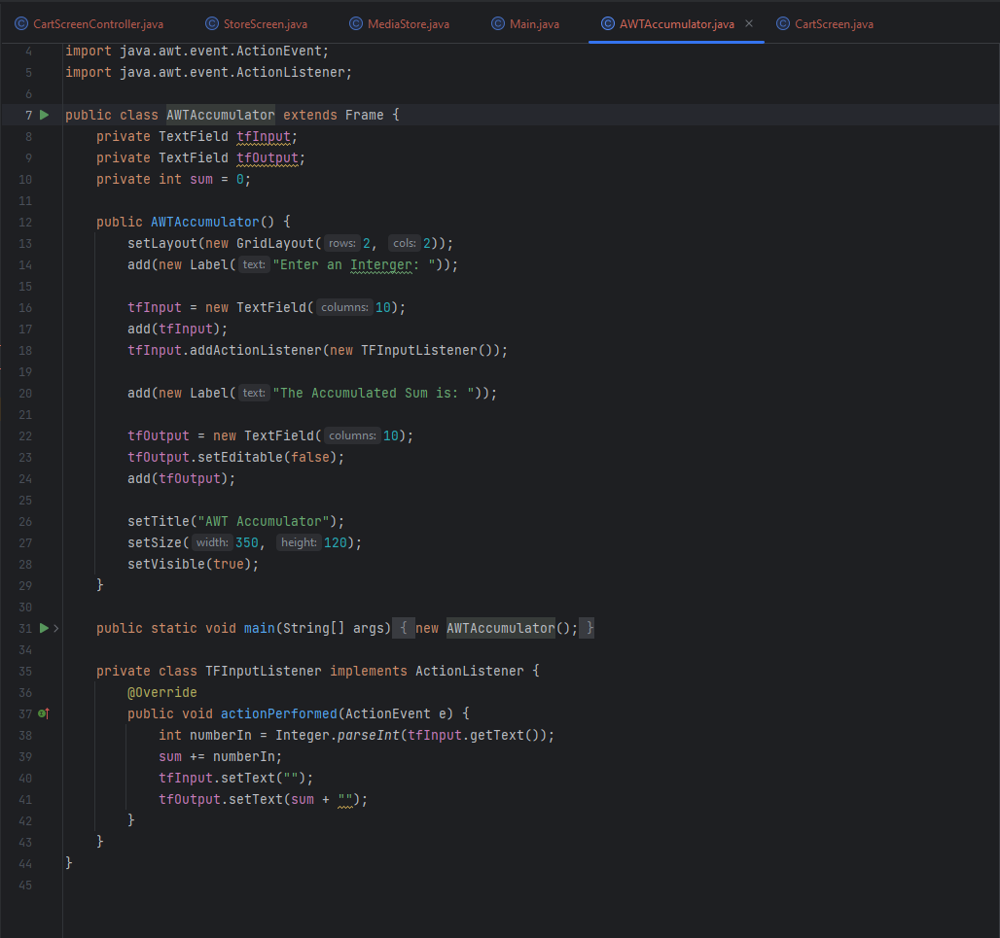 CartScreenController.java StoreScreen.java MediaStore.java Main.java AWTAccumulator.java CartScreen.java
4 import java.awt.event.ActionEvent;
5 import java.awt.event.ActionListener;
6
7 public class AWTAccumulator extends Frame {
8 private TextField tfInput;
9 private TextField tfOutput;
10 private int sum = 0;
11
12 public AWTAccumulator() {
13 setLayout(new GridLayout( rows: 2, cols: 2));
14 add(new Label( text: "Enter an Interger: "));
15
16 tfInput = new TextField( columns: 10);
17 add(tfInput);
18 tfInput.addActionListener(new TFInputListener());
19
20 add(new Label( text: "The Accumulated Sum is: "));
21
22 tfOutput = new TextField( columns: 10);
23 tfOutput.setEditable(false);
24 add(tfOutput);
25
26 setTitle("AWT Accumulator");
27 setSize( width: 350, height: 120);
28 setVisible(true);
29 }
30
31 public static void main(String[] args) { new AWTAccumulator(); }
34
35 private class TFInputListener implements ActionListener {
36 @Override
37 public void actionPerformed(ActionEvent e) {
38 int numberIn = Integer.parseInt(tfInput.getText());
39 sum += numberIn;
40 tfInput.setText("");
41 tfOutput.setText(sum + "");
42 }
43 }
44 }
45